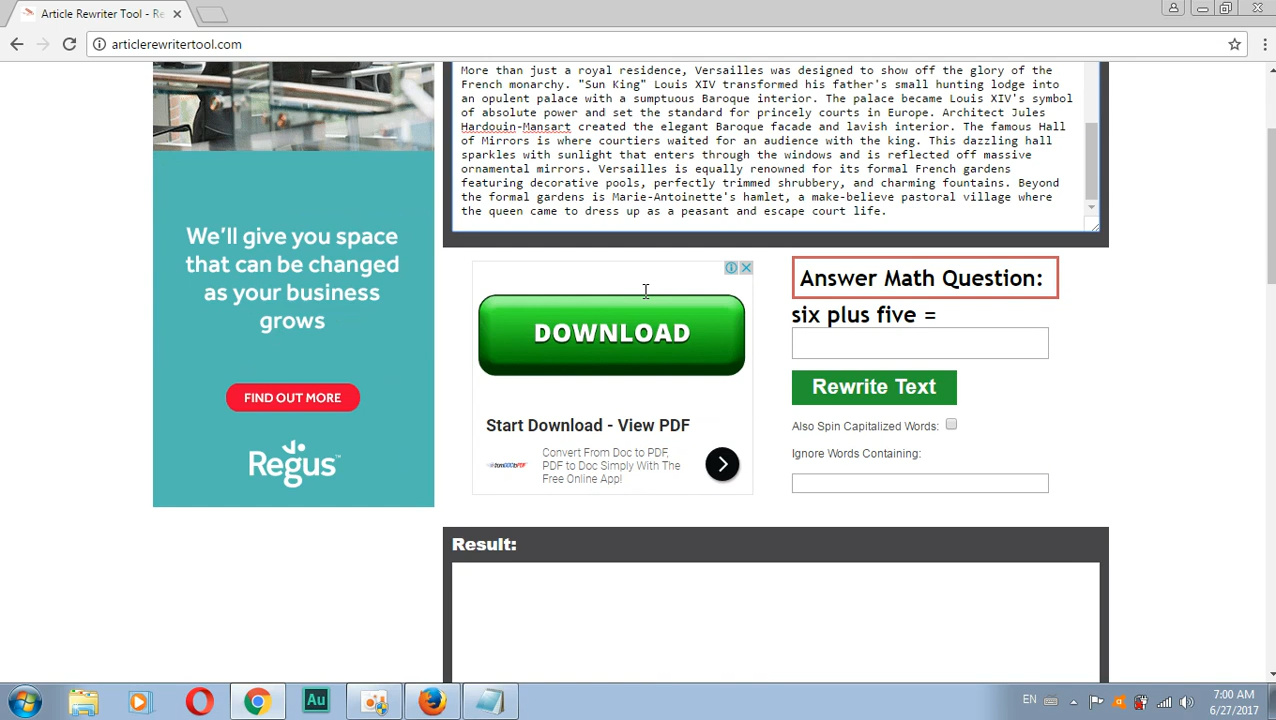 Article Rewriter Tool - Re
articlerewritertool.com
More than just a royal residence, Versailles was designed to show off the glory of the
French monarchy. "Sun King" Louis XIV transformed his father's small hunting lodge into
an opulent palace with a sumptuous Baroque interior. The palace became Louis XIV's symbol
of absolute power and set the standard for princely courts in Europe. Architect Jules
Hardouin-Mansart created the elegant Baroque facade and lavish interior. The famous Hall
of Mirrors is where courtiers waited for an audience with the king. This dazzling hall
sparkles with sunlight that enters through the windows and is reflected off massive
ornamental mirrors. Versailles is equally renowned for its formal French gardens
featuring decorative pools, perfectly trimmed shrubbery, and charming fountains. Beyond
the formal gardens is Marie-Antoinette's hamlet, a make-believe pastoral village where
the queen came to dress up as a peasant and escape court life.
We'll give you space
that can be changed
as your business
grows
FIND OUT MORE
Regus
DOWNLOAD
Start Download - View PDF
Convert From Doc to PDF,
PDF to Doc Simply With The
Free Online App!
Answer Math Question:
six plus five =
Rewrite Text
Also Spin Capitalized Words:
Ignore Words Containing:
Result:
Au
EN
7:00 AM
6/27/2017